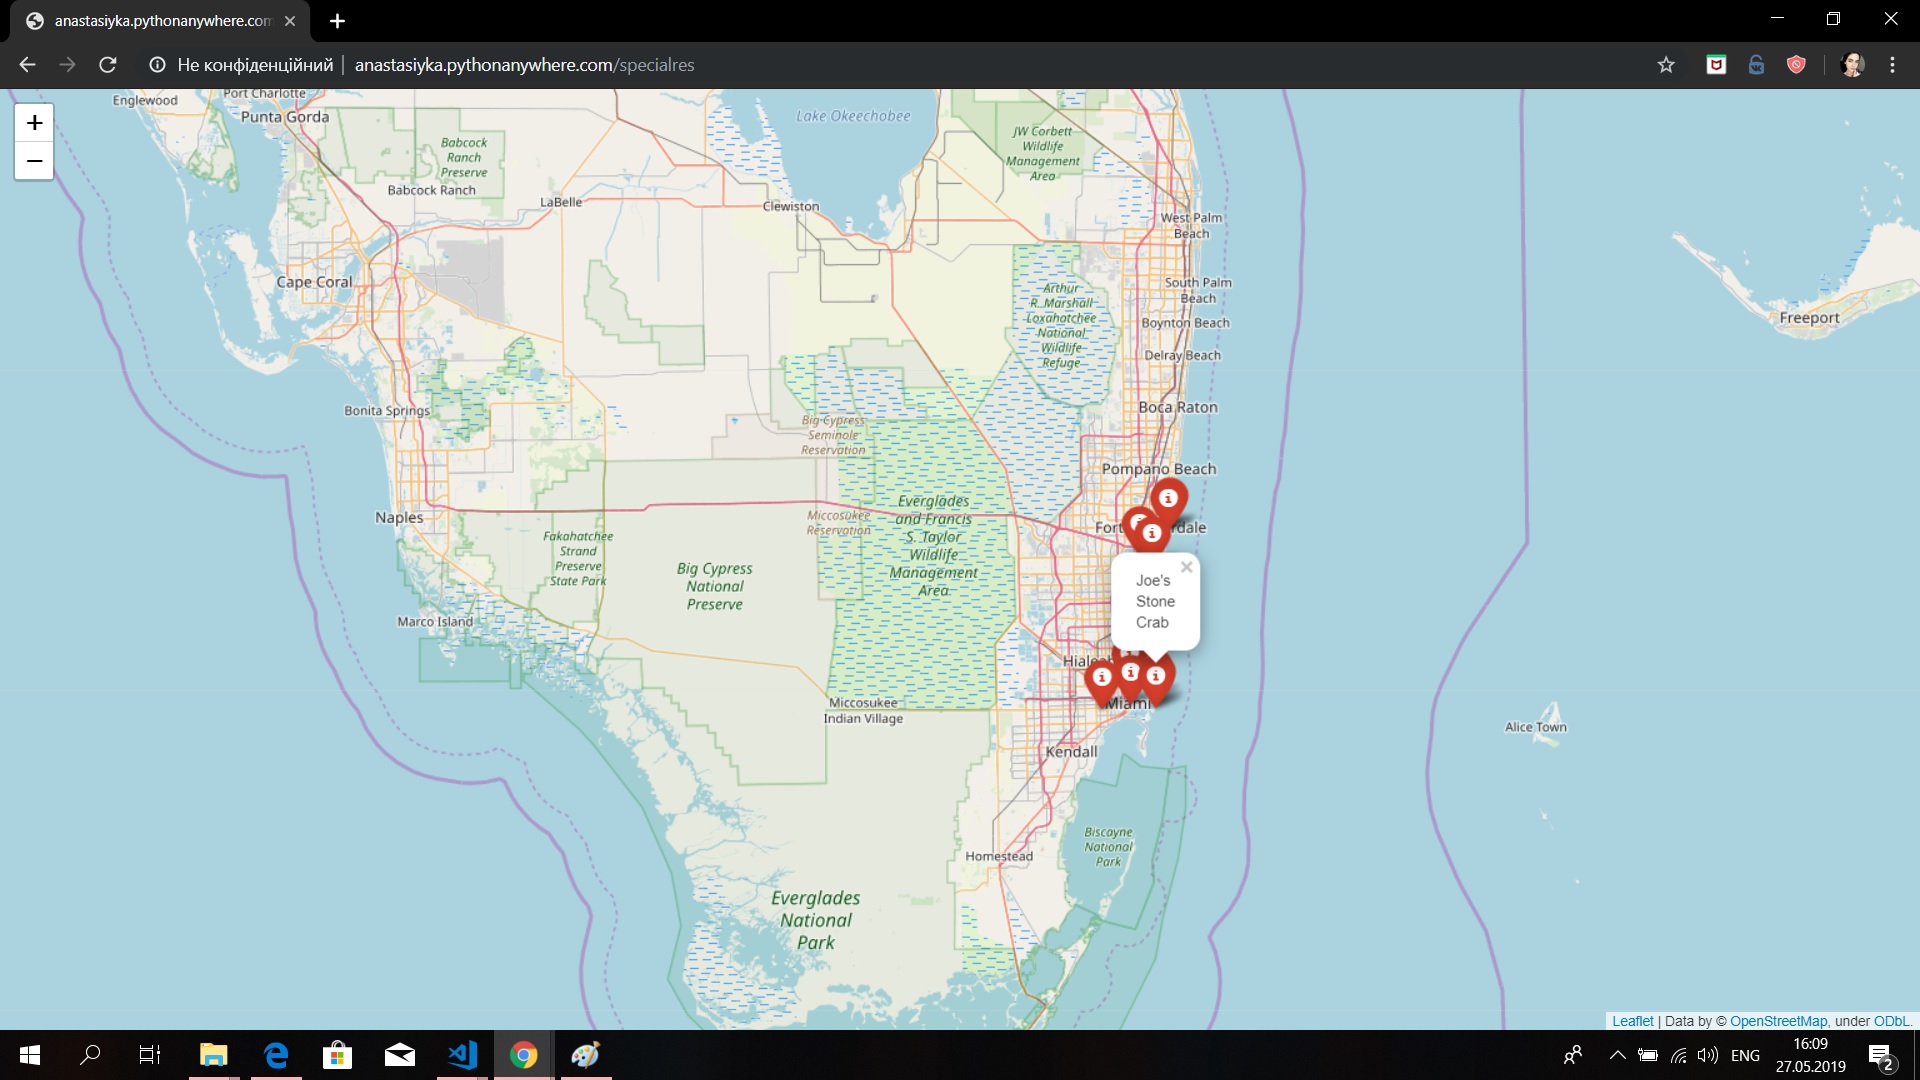 anastasiyka.pythonanywhere.com
Не конфіденційний
anastasiyka.pythonanywhere.com/specialres
+
−
Englewood
Port Charlotte
Punta Gorda
Lake Okeechobee
Babcock
Ranch
Preserve
Babcock Ranch
JW Corbett
Wildlife
Management
Area
LaBelle
Clewiston
West Palm
Beach
Cape Coral
South Palm
Beach
Arthur
R. Marshall
Loxahatchee
National
Wildlife
Refuge
Boynton Beach
Freeport
Delray Beach
Bonita Springs
Boca Raton
Big Cypress
Seminole
Reservation
Pompano Beach
Everglades
and Francis
S. Taylor
Wildlife
Management
Area
Naples
Miccosukee
Reservation
Fakahatchee
Strand
Preserve
State Park
Big Cypress
National
Preserve
Joe's
Stone
Crab
Marco Island
Miccosukee
Indian Village
Miami
Alice Town
Kendall
Biscayne
National
Park
Homestead
Everglades
National
Park
Leaflet | Data by © OpenStreetMap, under ODbL.
ENG
16:09
27.05.2019
2